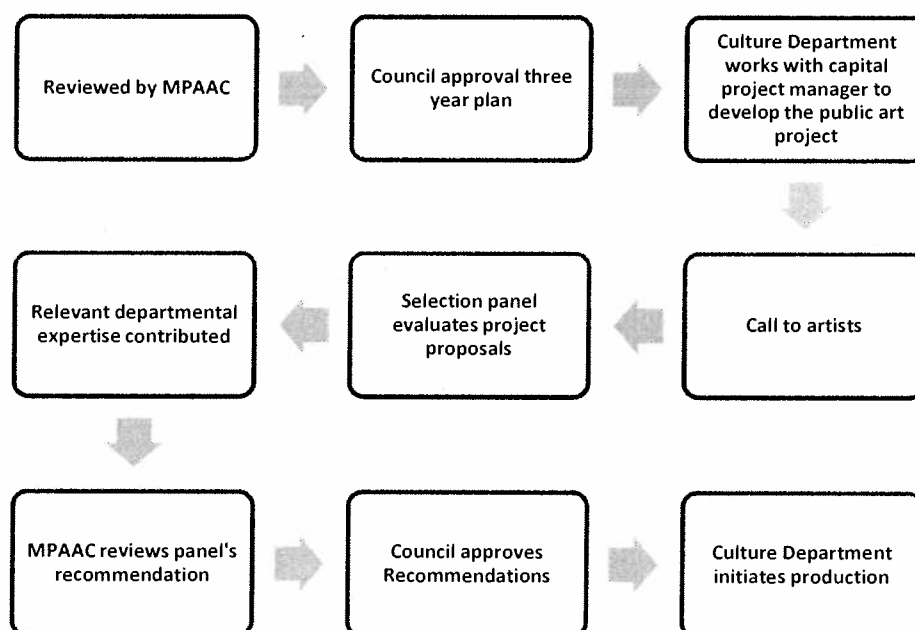 Reviewed by MPAAC
Council approval three
year plan
Culture Department
works with capital
project manager to
develop the public art
project
Call to artists
Selection panel
evaluates project
proposals
Relevant departmental
expertise contributed
MPAAC reviews panel's
recommendation
Council approves
Recommendations
Culture Department
initiates production